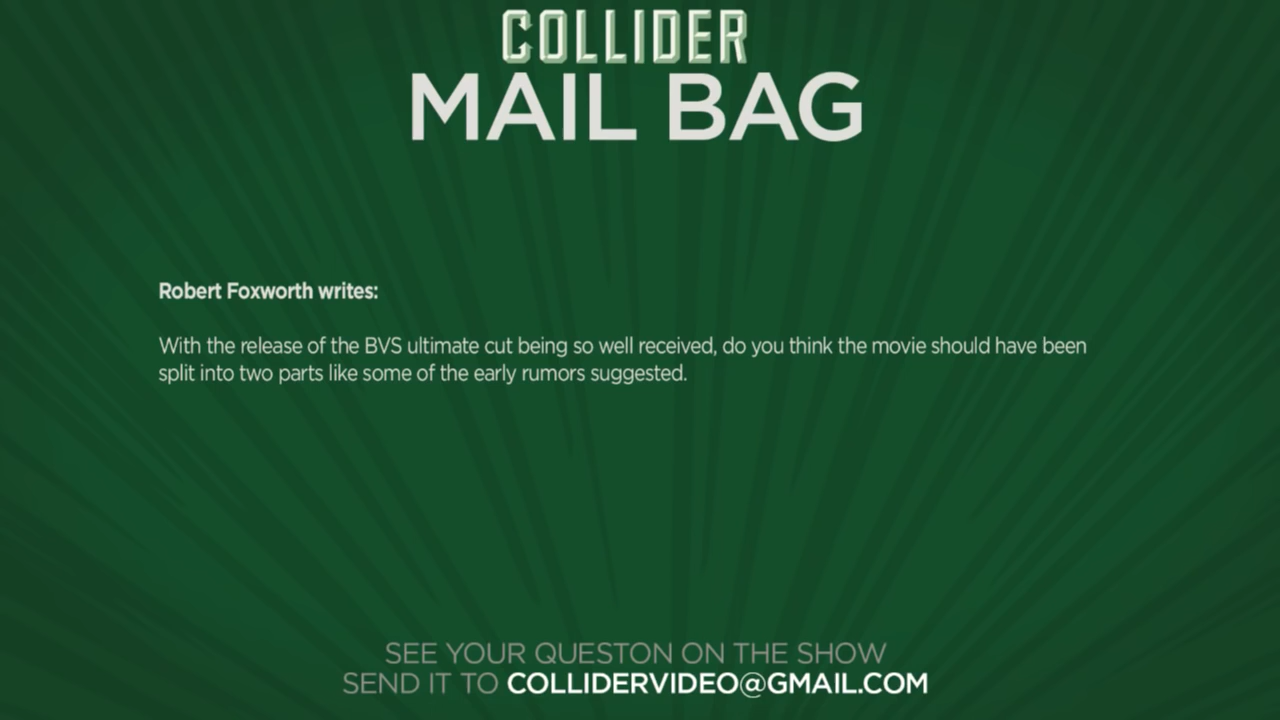 COLLIDER
MAIL BAG
Robert Foxworth writes:
With the release of the BVS ultimate cut being so well received, do you think the movie should have been
split into two parts like some of the early rumors suggested.
SEE YOUR QUESTON ON THE SHOW
SEND IT TO COLLIDERVIDEO@GMAIL.COM